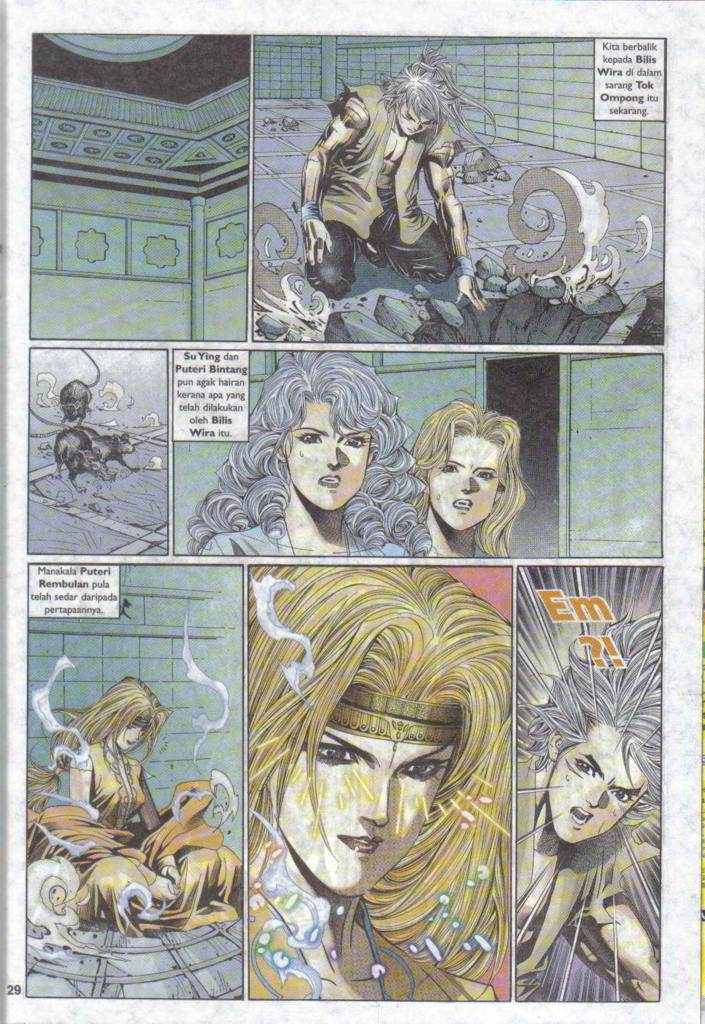 Kita berbalik
kepada Bilis
Wira di dalam
sarang Tok
Ompong itu
sekarang.
Su Ying dan
Puteri Bintang
pun agak hairan
kerana apa yang
telah dilakukan
oleh Bilis
Wira itu.
Manakala Puteri
Rembulan pula
telah sedar daripada
pertapaannya.
Em
?!
29